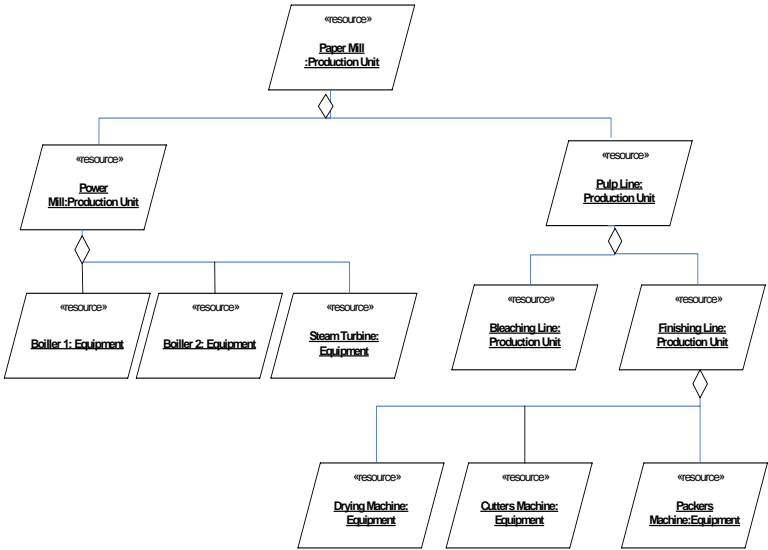 «resource»
Paper Mill
:Production Unit
«resource»
Power
Mill:Production Unit
«resource»
Pulp Line:
Production Unit
«resource»
Boiller 1: Equipment
«resource»
Boiller 2: Equipment
«resource»
Steam Turbine:
Equipment
«resource»
Bleaching Line:
Production Unit
«resource»
Finishing Line:
Production Unit
«resource»
Drying Machine:
Equipment
«resource»
Cutters Machine:
Equipment
«resource»
Packers
Machine:Equipment